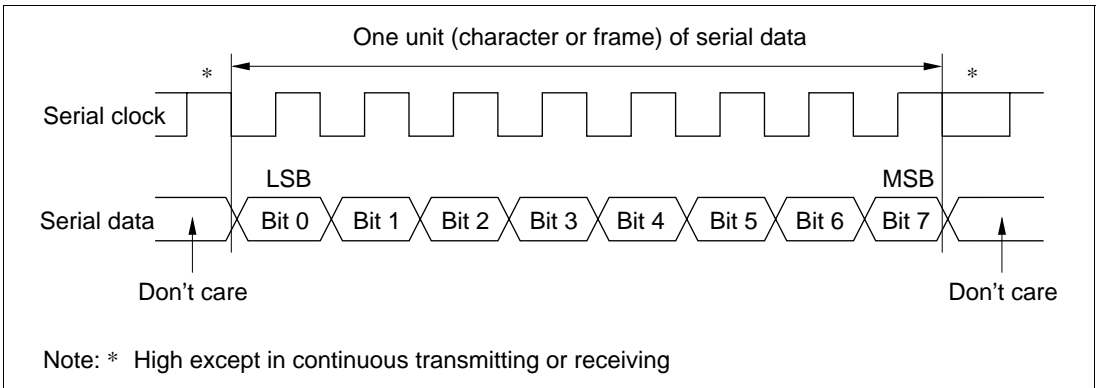 One unit (character or frame) of serial data
* *
Serial clock
LSB MSB
Serial data Bit 0 Bit 1 Bit 2 Bit 3 Bit 4 Bit 5 Bit 6 Bit 7
Don't care Don't care
Note: * High except in continuous transmitting or receiving